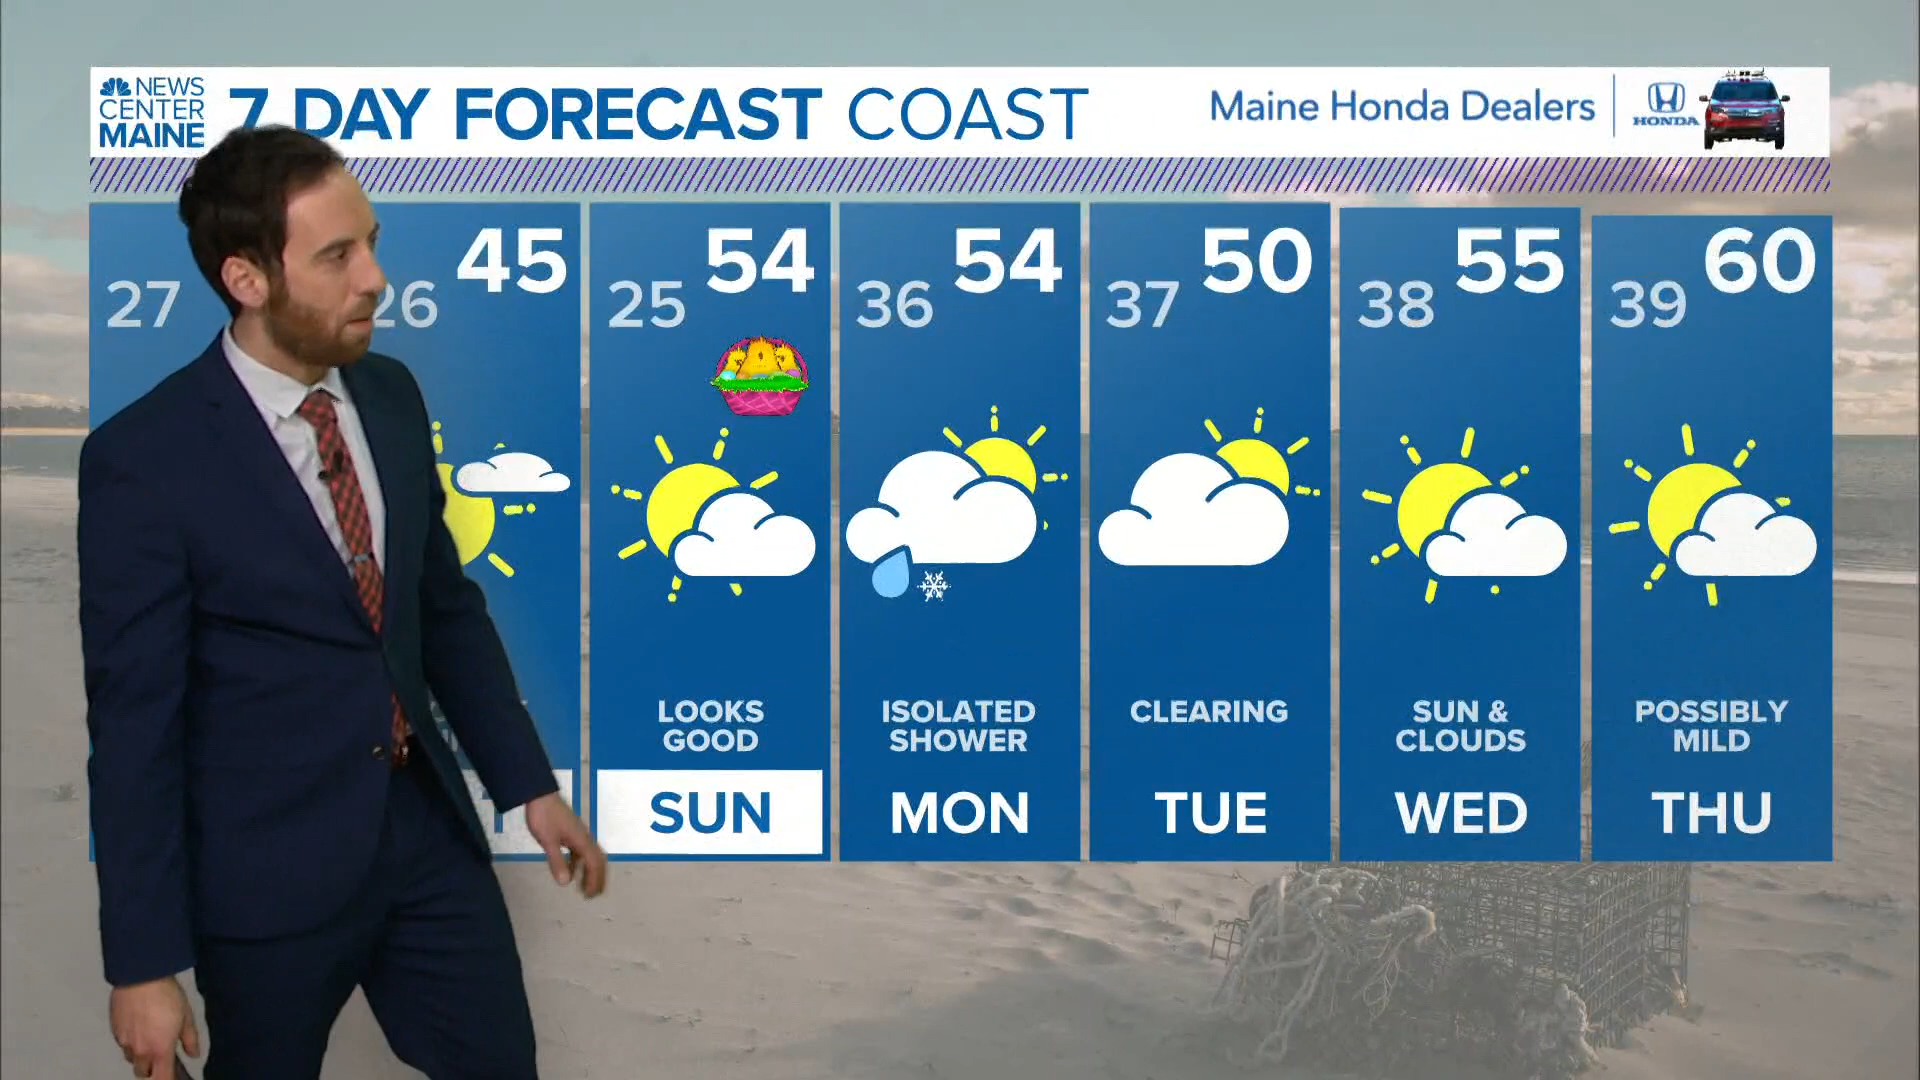 NEWS
CENTER
MAINE
7 DAY FORECAST COAST
Maine Honda Dealers
HONDA
27
26 45
25 54
36 54
37 50
38 55
39 60
LOOKS
GOOD
ISOLATED
SHOWER
CLEARING
SUN &
CLOUDS
POSSIBLY
MILD
SUN
MON
TUE
WED
THU